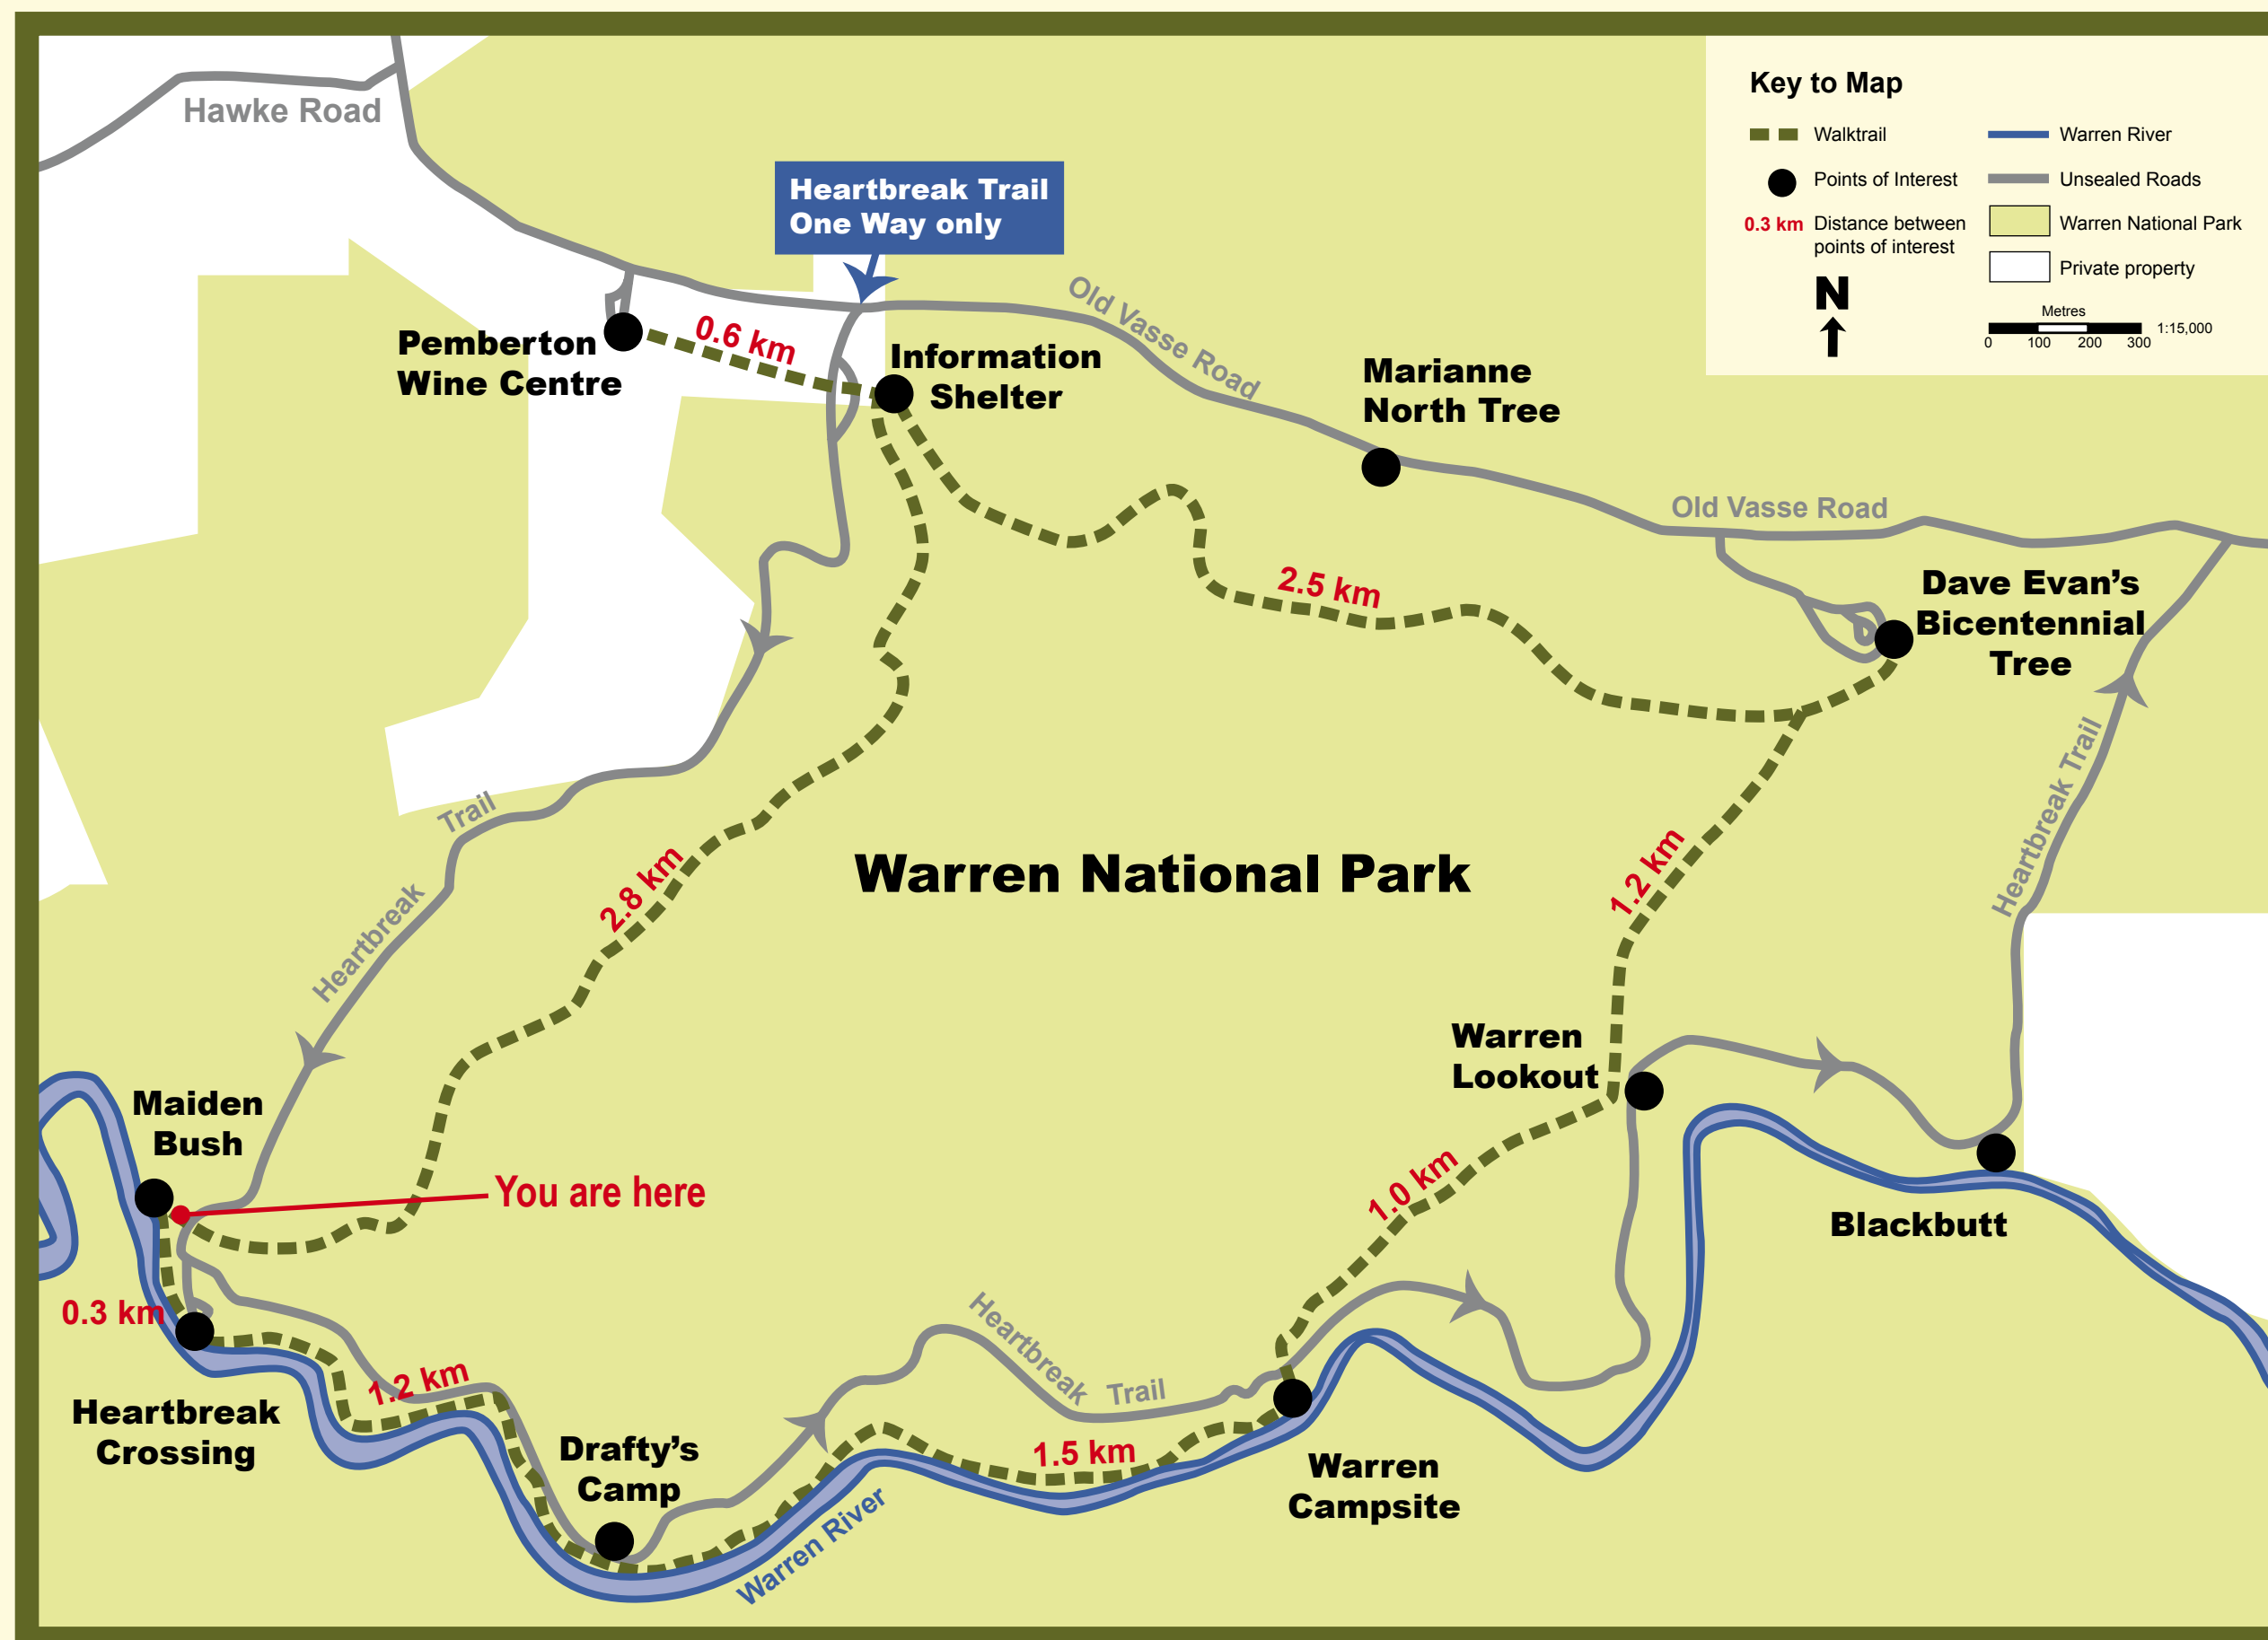 Key to Map
Walktrail
Warren River
Points of Interest
Unsealed Roads
0.3 km
Distance between
points of interest
Warren National Park
Private property
N
Metres
0 100 200 300
1:15,000
Hawke Road
Heartbreak Trail
One Way only
Old Vasse Road
Pemberton
Wine Centre
0.6 km
Information
Shelter
Marianne
North Tree
Old Vasse Road
2.5 km
Dave Evan’s
Bicentennial
Tree
Heartbreak Trail
Heartbreak
Trail
2.8 km
Warren National Park
1.2 km
Warren
Lookout
Maiden
Bush
You are here
1.0 km
Blackbutt
0.3 km
Heartbreak
Crossing
1.2 km
Heartbreak
Trail
Drafty’s
Camp
1.5 km
Warren
Campsite
Warren River